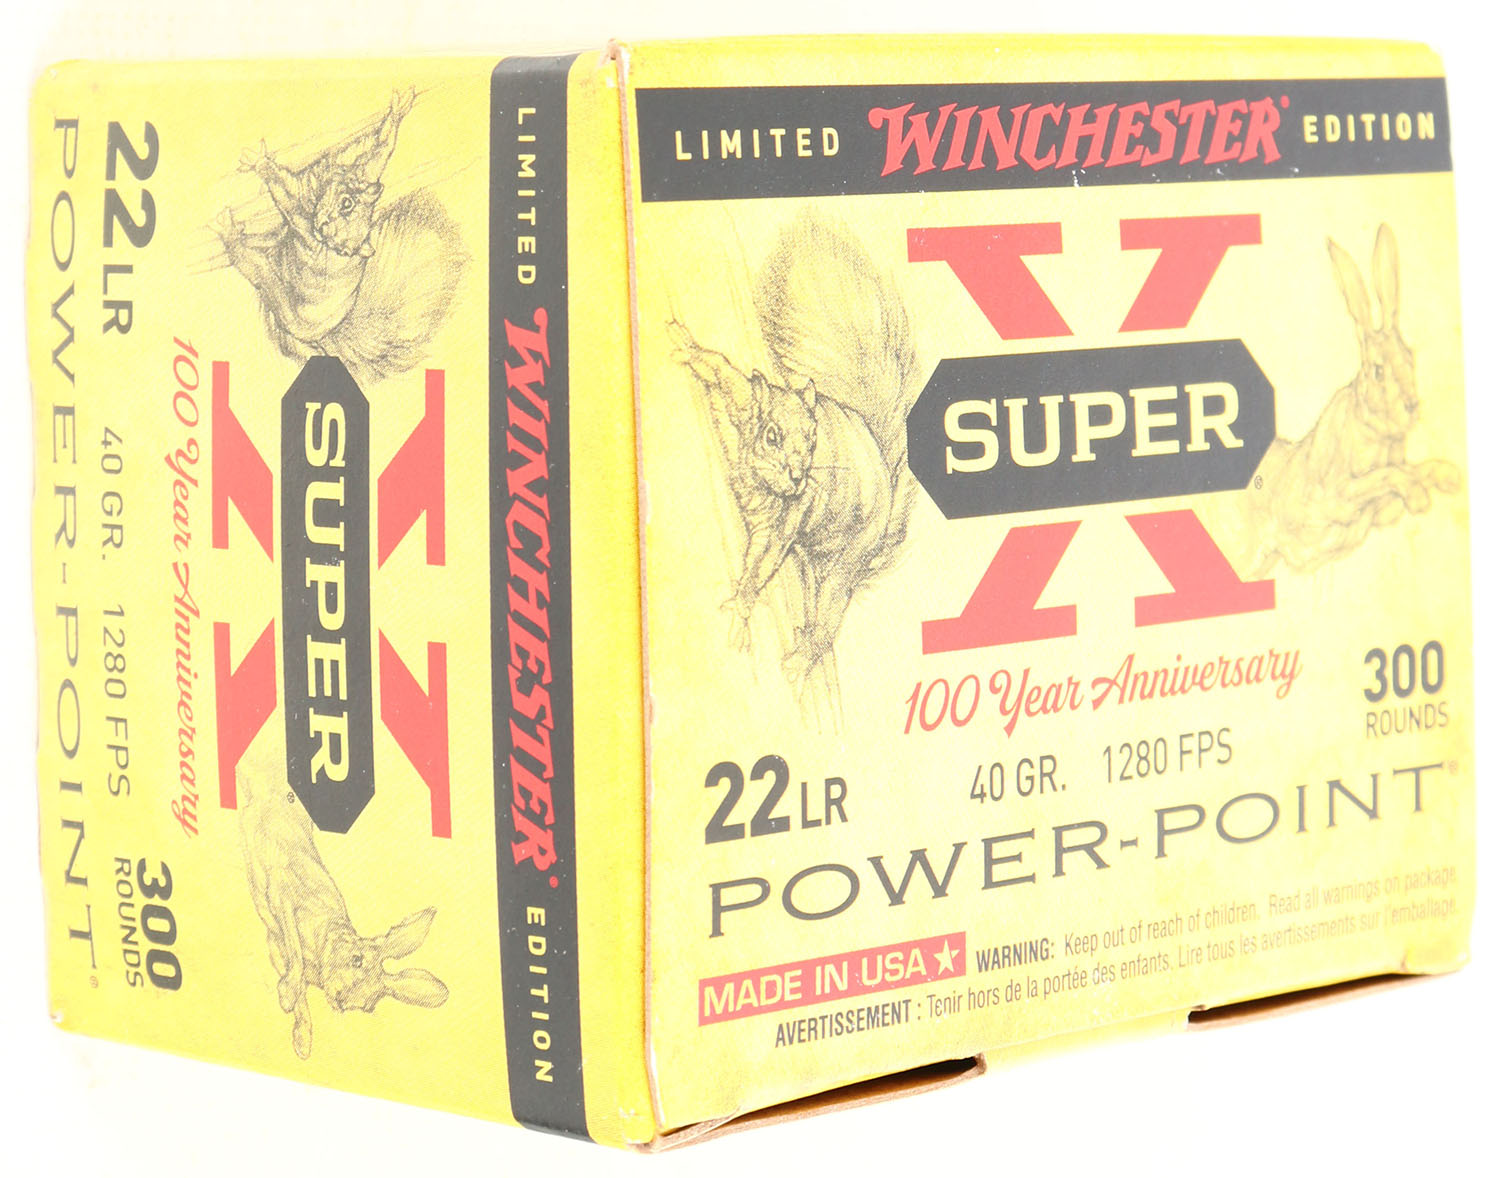 LIMITED WINCHESTER® EDITION
X
SUPER®
100 Year Anniversary
300
ROUNDS
22LR
40 GR. 1280 FPS
POWER-POINT®
MADE IN USA★
WARNING: Keep out of reach of children. Read all warnings on package.
AVERTISSEMENT : Tenir hors de la portée des enfants. Lire tous les avertissements sur l'emballage.
LIMITED WINCHESTER® EDITION
X
SUPER®
100 Year Anniversary
22LR 40 GR. 1280 FPS 300
ROUNDS
POWER-POINT®